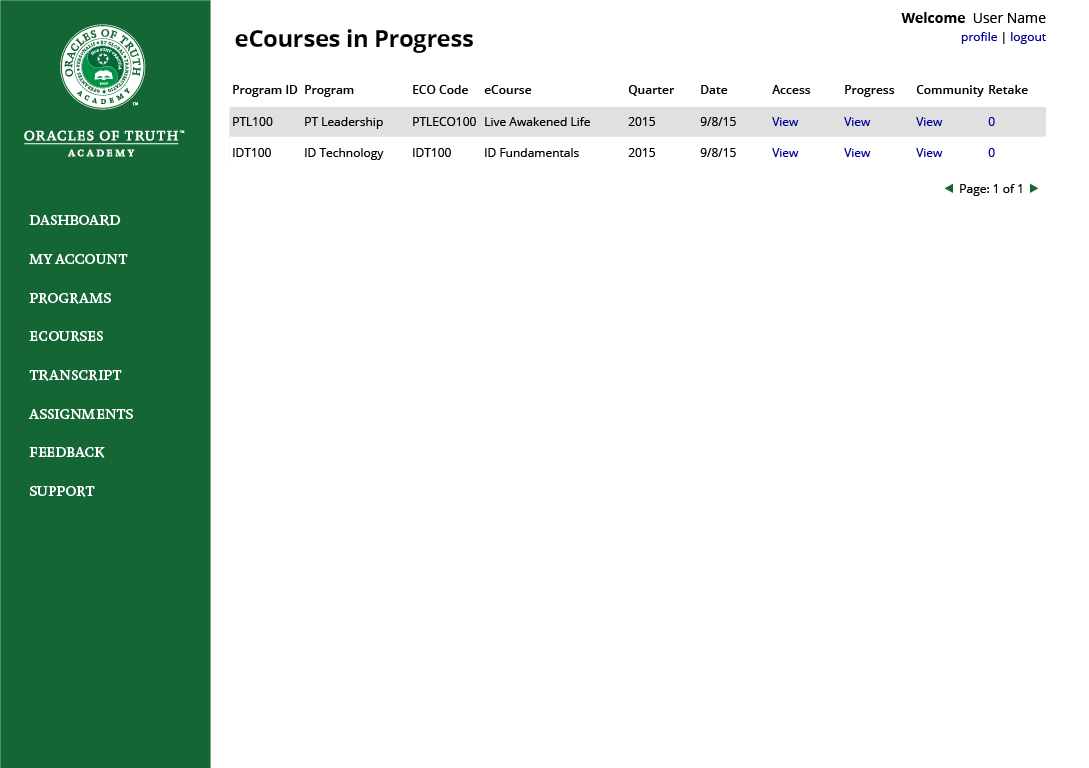 ORACLES OF TRUTH
ACADEMY
™
ORACLES OF TRUTH™
ACADEMY
DASHBOARD
MY ACCOUNT
PROGRAMS
ECOURSES
TRANSCRIPT
ASSIGNMENTS
FEEDBACK
SUPPORT
Welcome User Name
profile | logout
eCourses in Progress
Program ID Program ECO Code eCourse Quarter Date Access Progress Community Retake
PTL100 PT Leadership PTLECO100 Live Awakened Life 2015 9/8/15 View View View 0
IDT100 ID Technology IDT100 ID Fundamentals 2015 9/8/15 View View View 0
◀ Page: 1 of 1 ▶